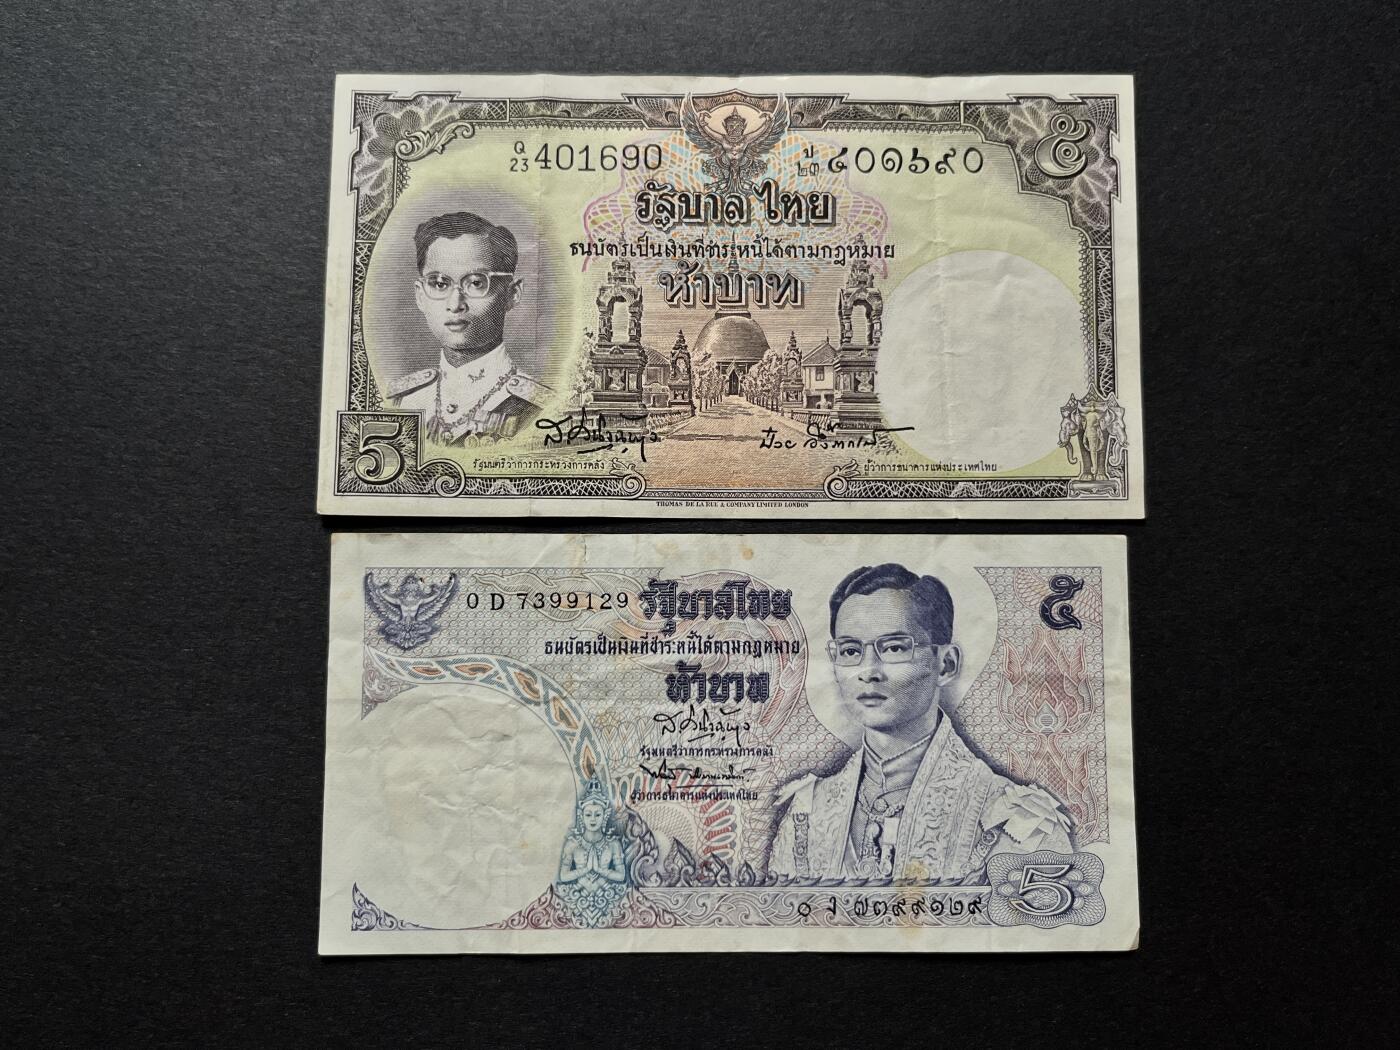 Q
23 401690
ป
๒๓ ๔๐๑๖๙๐
๕
รัฐบาลไทย
ธนบัตรเป็นเงินที่ชำระหนี้ได้ตามกฎหมาย
ห้าบาท
5
รัฐมนตรีว่าการกระทรวงการคลัง
ป๋วย อึ๊งภากรณ์
ผู้ว่าการธนาคารแห่งประเทศไทย
THOMAS DE LA RUE & COMPANY LIMITED LONDON
0 D 7399129
รัฐบาลไทย
๕
ธนบัตรเป็นเงินที่ชำระหนี้ได้ตามกฎหมาย
ห้าบาท
รัฐมนตรีว่าการกระทรวงการคลัง
ผู้ว่าการธนาคารแห่งประเทศไทย
5
๐ ง ๗๓๙๙๑๒๙